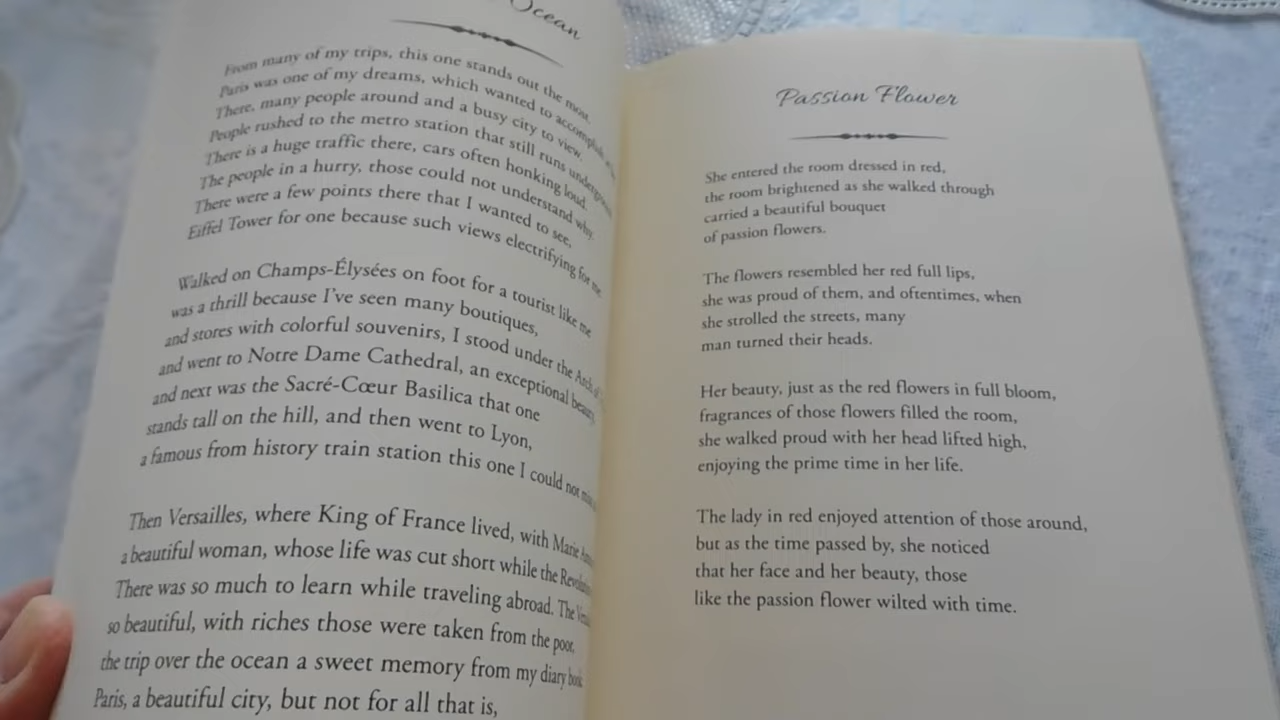 Ocean
From many of my trips, this one stands out the most.
Paris was one of my dreams, which wanted to accomplish
There, many people around and a busy city to view.
People rushed to the metro station that still runs underground
There is a huge traffic there, cars often honking loud.
The people in a hurry, those could not understand why.
There were a few points there that I wanted to see,
Eiffel Tower for one because such views electrifying for me
Walked on Champs-Élysées on foot for a tourist like me
was a thrill because I've seen many boutiques,
and stores with colorful souvenirs, I stood under the Arch of
and went to Notre Dame Cathedral, an exceptional beauty,
and next was the Sacré-Cœur Basilica that one
stands tall on the hill, and then went to Lyon,
a famous from history train station this one I could not
Then Versailles, where King of France lived, with Marie
a beautiful woman, whose life was cut short while the
There was so much to learn while traveling abroad. The
so beautiful, with riches those were taken from the poor.
the trip over the ocean a sweet memory from my diary book
Paris, a beautiful city, but not for all that is,
Passion Flower
She entered the room dressed in red,
the room brightened as she walked through
carried a beautiful bouquet
of passion flowers.
The flowers resembled her red full lips,
she was proud of them, and oftentimes, when
she strolled the streets, many
man turned their heads.
Her beauty, just as the red flowers in full bloom,
fragrances of those flowers filled the room,
she walked proud with her head lifted high,
enjoying the prime time in her life.
The lady in red enjoyed attention of those around,
but as the time passed by, she noticed
that her face and her beauty, those
like the passion flower wilted with time.